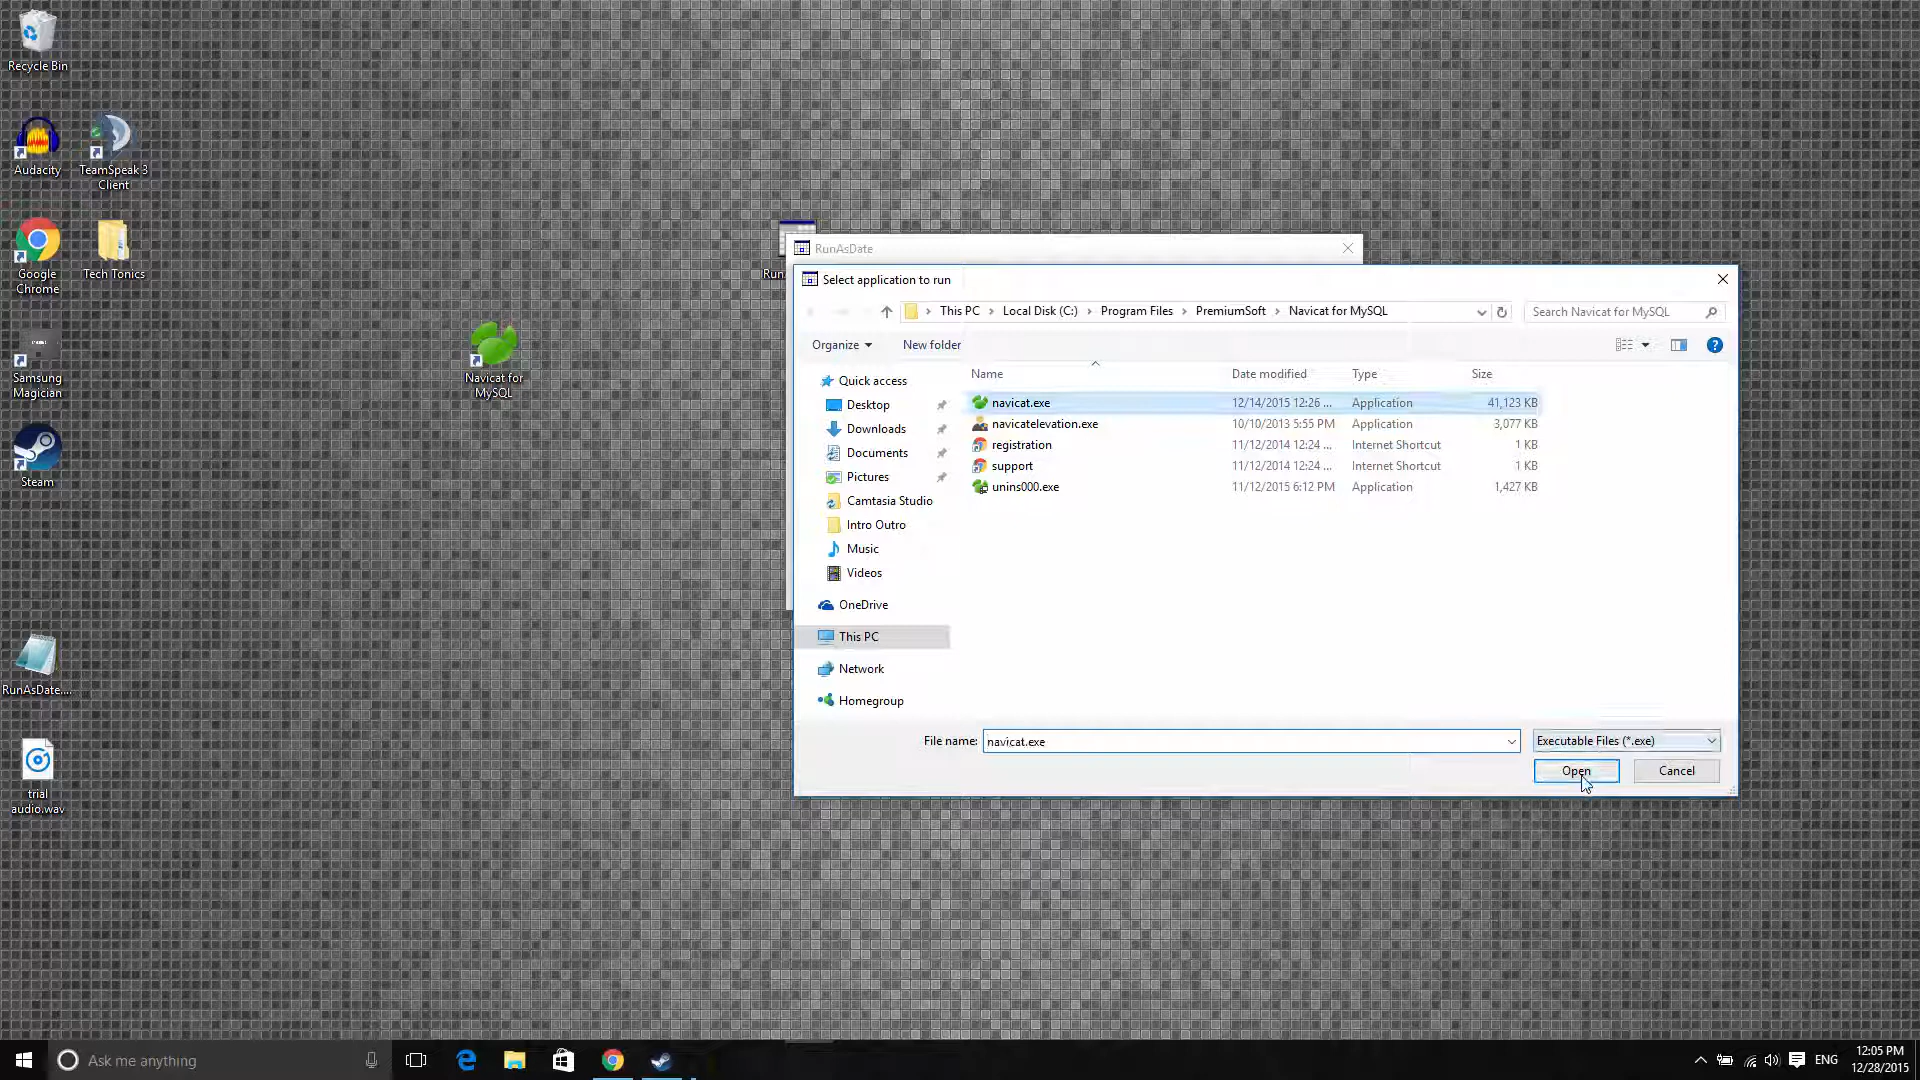 Recycle Bin
Audacity
TeamSpeak 3
Client
Google
Chrome
Tech Tonics
Samsung
Magician
Steam
RunAsDate....
trial
audio.wav
Navicat for
MySQL
RunAsDate
Select application to run
This PC
Local Disk (C:)
Program Files
PremiumSoft
Navicat for MySQL
Search Navicat for MySQL
Organize
New folder
Name
Date modified
Type
Size
Quick access
Desktop
Downloads
Documents
Pictures
Camtasia Studio
Intro Outro
Music
Videos
OneDrive
This PC
Network
Homegroup
navicat.exe 12/14/2015 12:26 ... Application 41,123 KB
navicatelevation.exe 10/10/2013 5:55 PM Application 3,077 KB
registration 11/12/2014 12:24 ... Internet Shortcut 1 KB
support 11/12/2014 12:24 ... Internet Shortcut 1 KB
unins000.exe 11/12/2015 6:12 PM Application 1,427 KB
File name: navicat.exe
Executable Files (*.exe)
Open
Cancel
Ask me anything
ENG
12:05 PM
12/28/2015